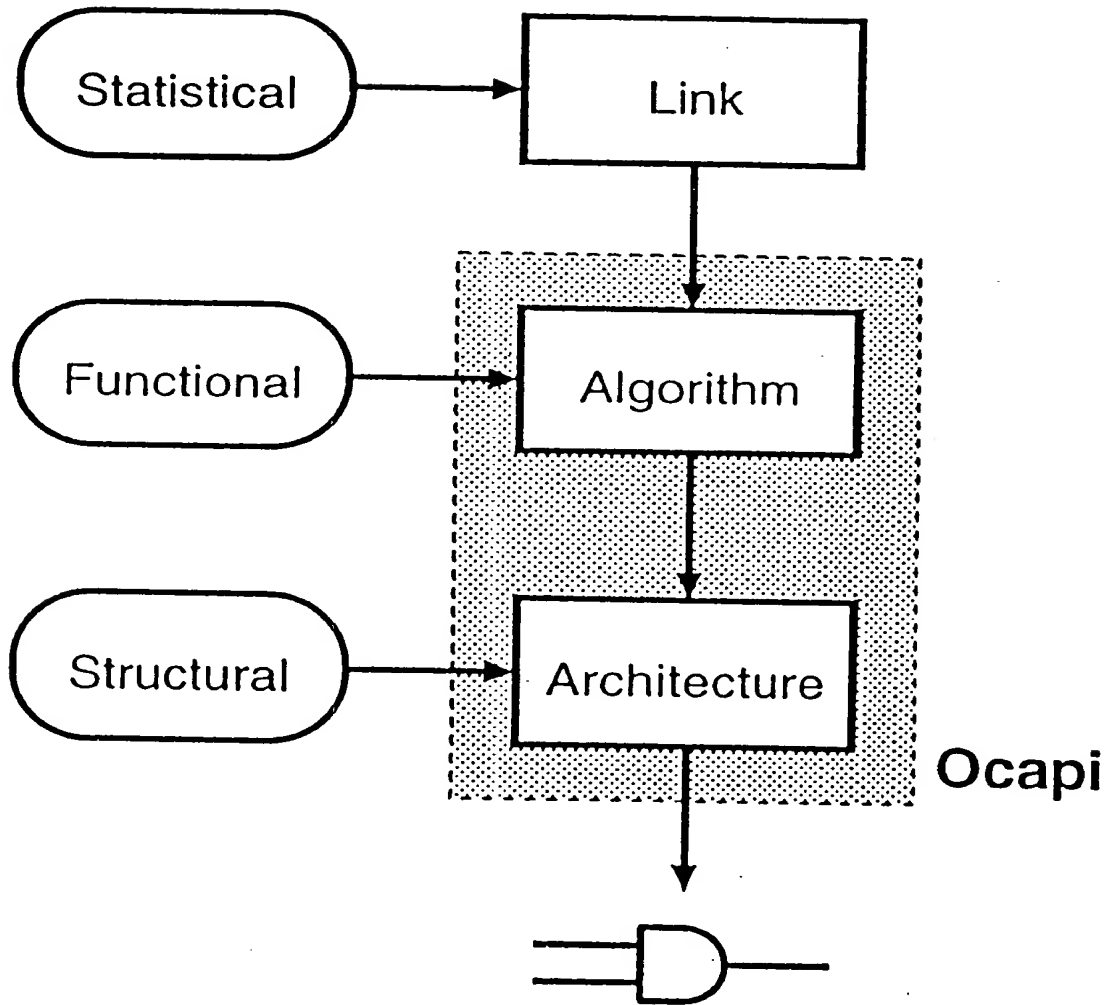 Statistical
Link
Functional
Algorithm
Structural
Architecture
Ocapi